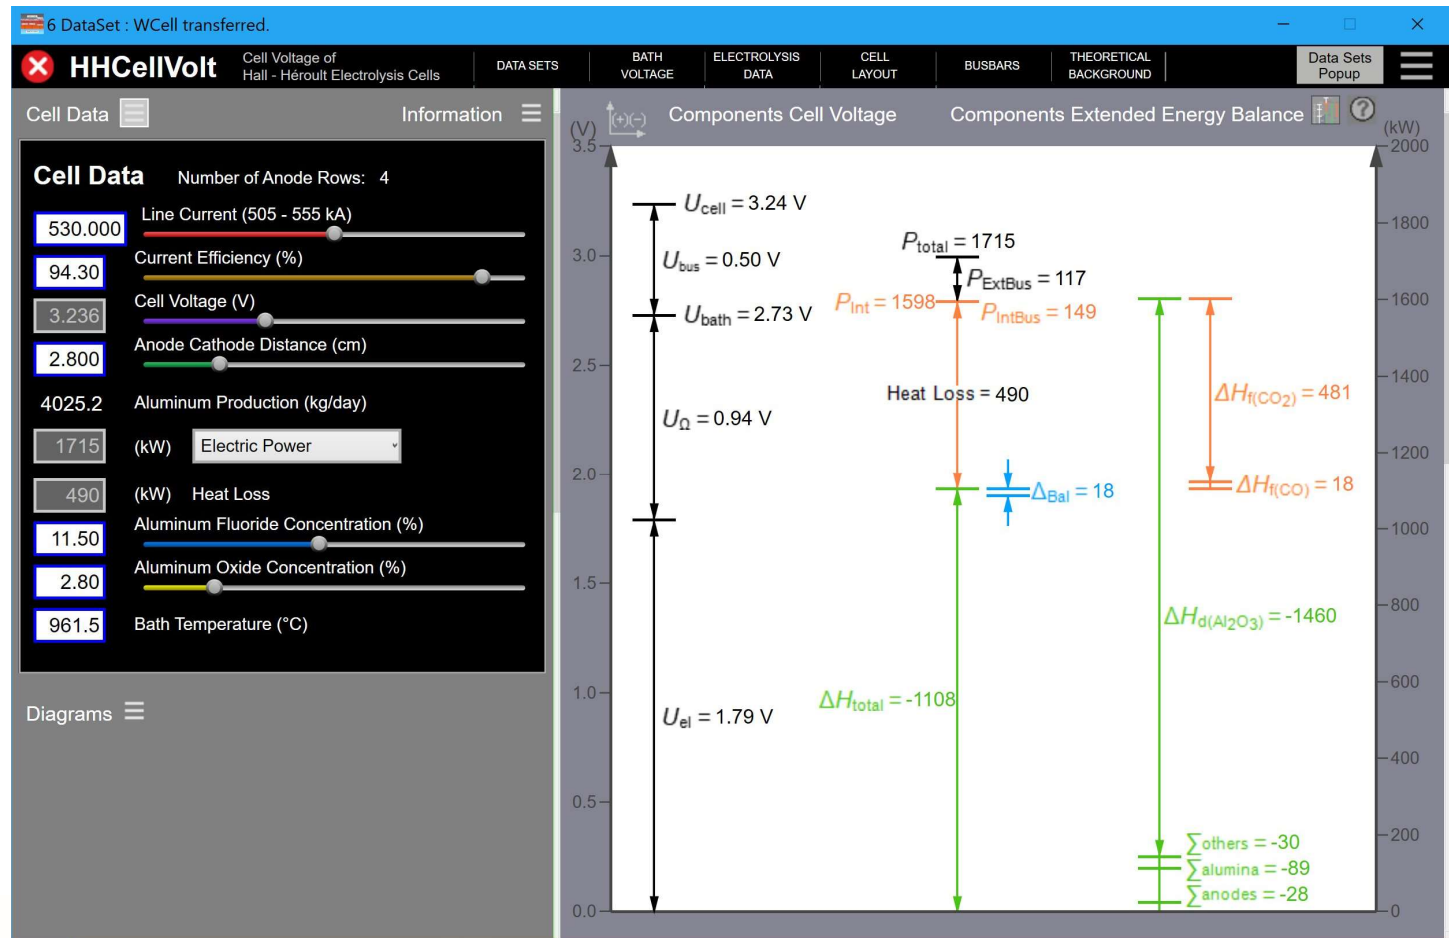 6 DataSet : WCell transferred.
HHCellVolt
Cell Voltage of
Hall - Héroult Electrolysis Cells
DATA SETS
BATH
VOLTAGE
ELECTROLYSIS
DATA
CELL
LAYOUT
BUSBARS
THEORETICAL
BACKGROUND
Data Sets
Popup
Cell Data
Information
Cell Data Number of Anode Rows: 4
530.000 Line Current (505 - 555 kA)
94.30 Current Efficiency (%)
3.236 Cell Voltage (V)
2.800 Anode Cathode Distance (cm)
4025.2 Aluminum Production (kg/day)
1715 (kW) Electric Power
490 (kW) Heat Loss
11.50 Aluminum Fluoride Concentration (%)
2.80 Aluminum Oxide Concentration (%)
961.5 Bath Temperature (°C)
Diagrams
(+)(−)
Components Cell Voltage
Components Extended Energy Balance
?
(V)
3.5
3.0
2.5
2.0
1.5
1.0
0.5
0.0
Ucell = 3.24 V
Ubus = 0.50 V
Ubath = 2.73 V
UΩ = 0.94 V
Uel = 1.79 V
Ptotal = 1715
PExtBus = 117
PInt = 1598
PIntBus = 149
Heat Loss = 490
ΔBal = 18
ΔHtotal = -1108
ΔHf(CO2) = 481
ΔHf(CO) = 18
ΔHd(Al2O3) = -1460
∑others = -30
∑alumina = -89
∑anodes = -28
(kW)
2000
1800
1600
1400
1200
1000
800
600
400
200
0